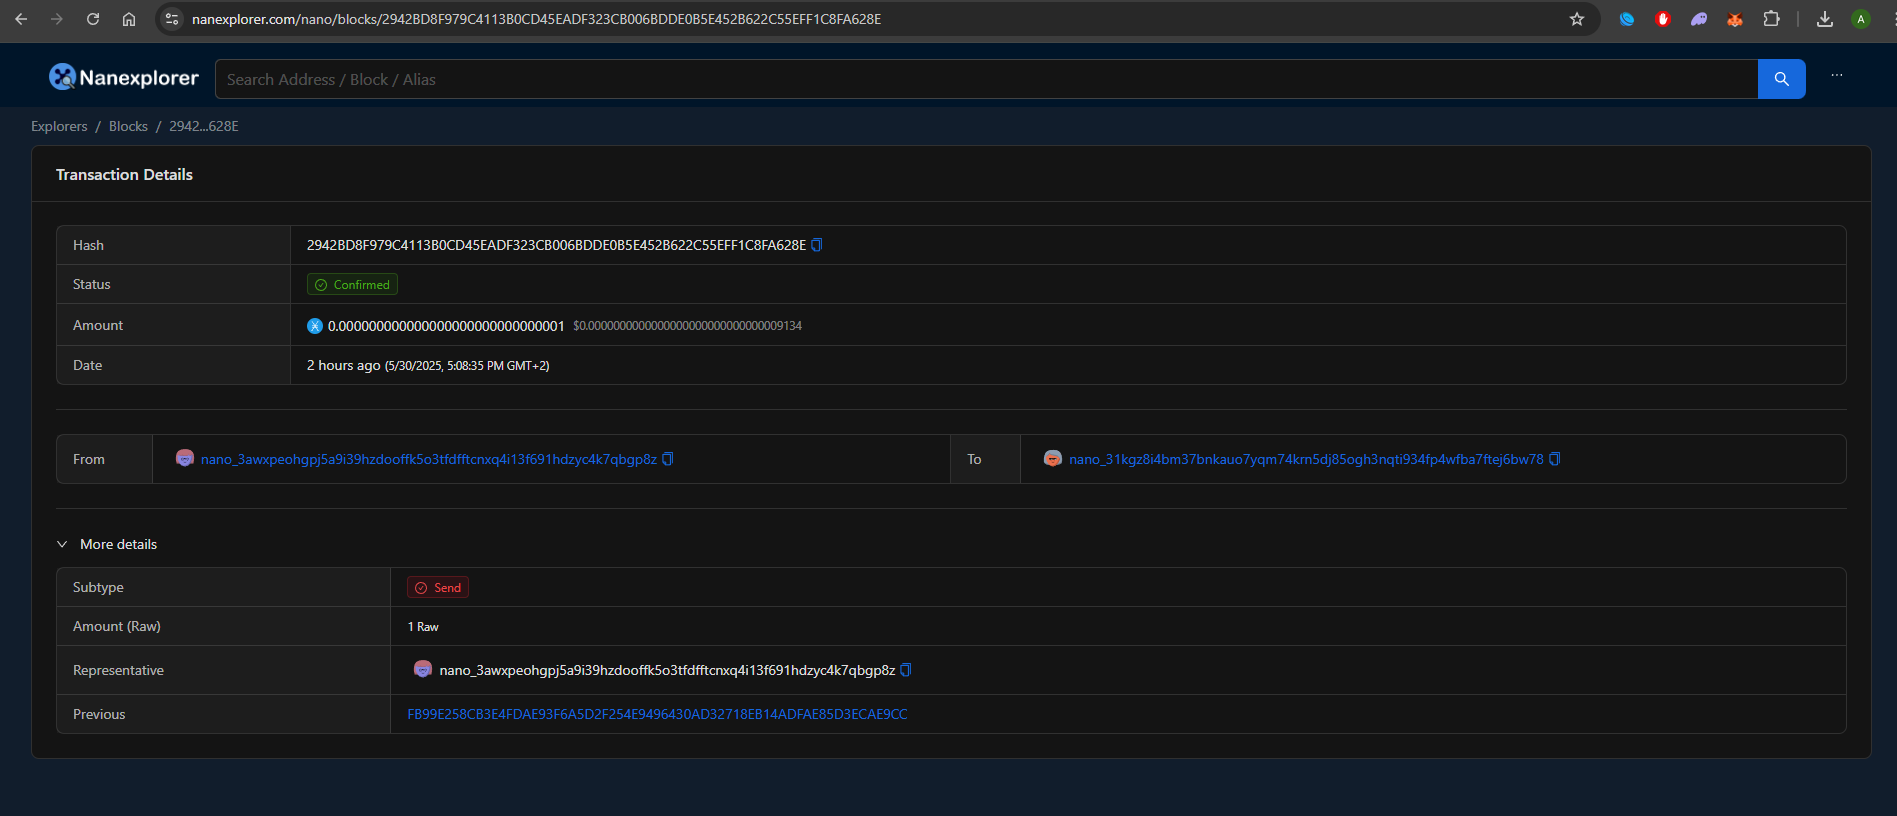 nanexplorer.com/nano/blocks/2942BD8F979C4113B0CD45EADF323CB006BDDE0B5E452B622C55EFF1C8FA628E
A
Nanexplorer
Search Address / Block / Alias
Explorers / Blocks / 2942...628E
Transaction Details
Hash 2942BD8F979C4113B0CD45EADF323CB006BDDE0B5E452B622C55EFF1C8FA628E
Status Confirmed
Amount 0.000000000000000000000000000001 $0.000000000000000000000000000009134
Date 2 hours ago (5/30/2025, 5:08:35 PM GMT+2)
From nano_3awxpeohgpj5a9i39hzdooffk5o3tfdfftcnxq4i13f691hdzyc4k7qbgp8z To nano_31kgz8i4bm37bnkauo7yqm74krn5dj85ogh3nqti934fp4wfba7ftej6bw78
More details
Subtype Send
Amount (Raw) 1 Raw
Representative nano_3awxpeohgpj5a9i39hzdooffk5o3tfdfftcnxq4i13f691hdzyc4k7qbgp8z
Previous FB99E258CB3E4FDAE93F6A5D2F254E9496430AD32718EB14ADFAE85D3ECAE9CC